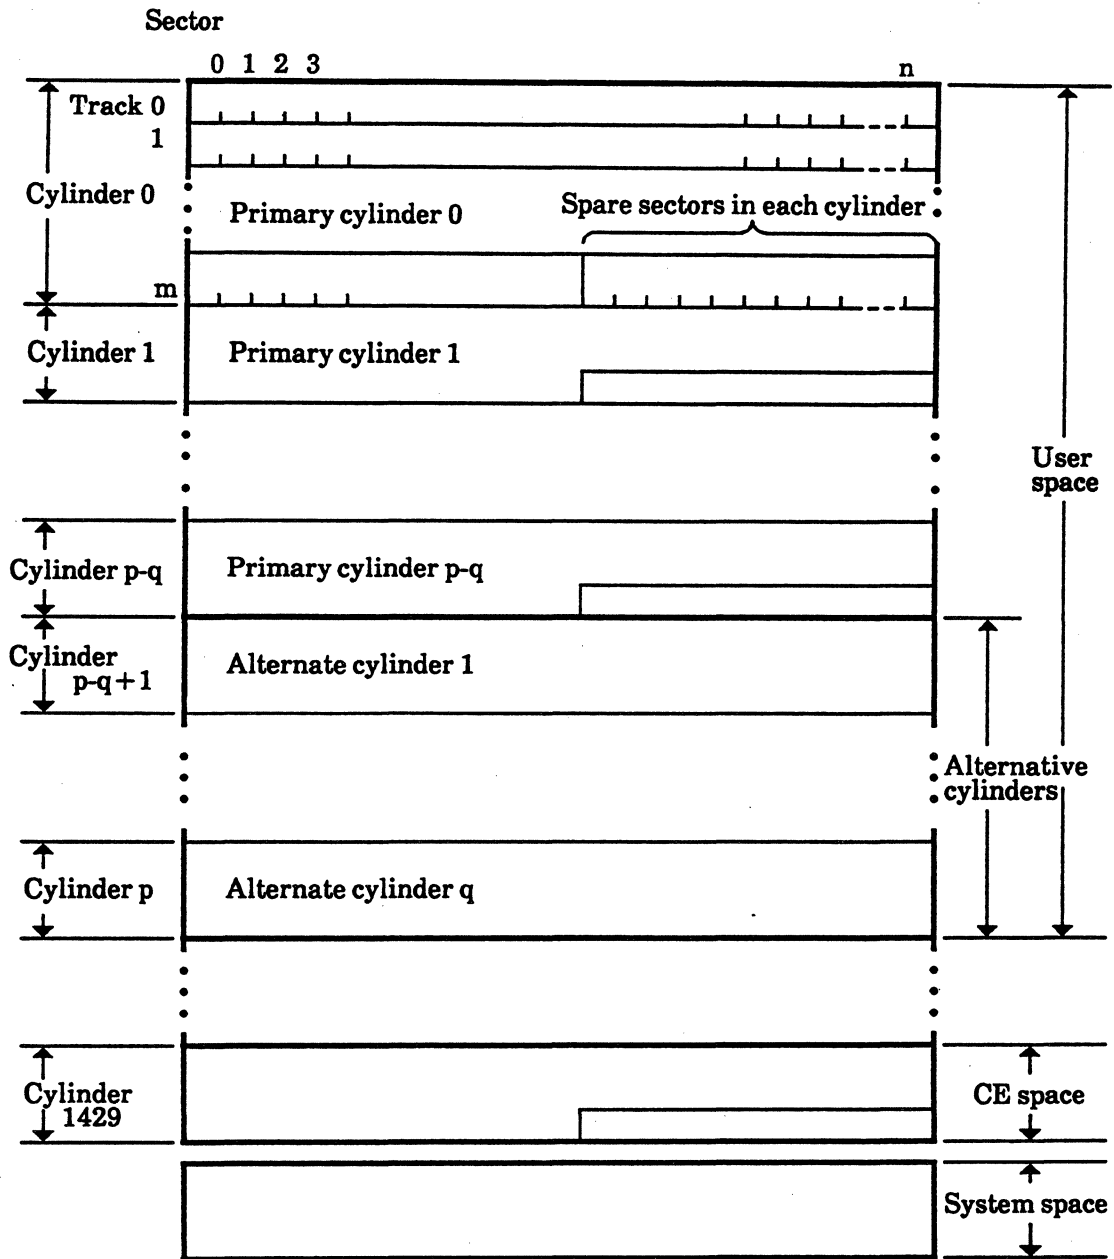 Sector
0 1 2 3 n
Track 0
1
Cylinder 0
Primary cylinder 0
Spare sectors in each cylinder
m
Cylinder 1
Primary cylinder 1
User
space
Cylinder p-q
Primary cylinder p-q
Cylinder
p-q+1
Alternate cylinder 1
Alternative
cylinders
Cylinder p
Alternate cylinder q
Cylinder
1429
CE space
System space